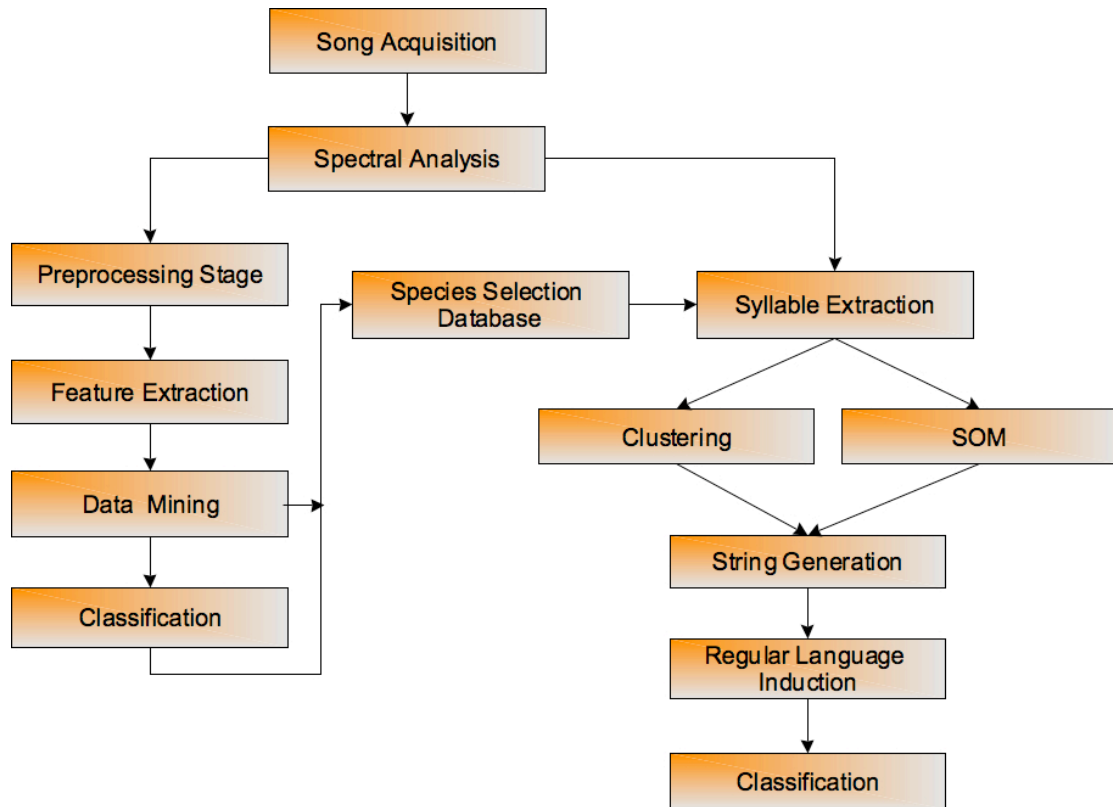 Song Acquisition
Spectral Analysis
Preprocessing Stage
Species Selection
Database
Syllable Extraction
Feature Extraction
Clustering
SOM
Data Mining
String Generation
Classification
Regular Language
Induction
Classification